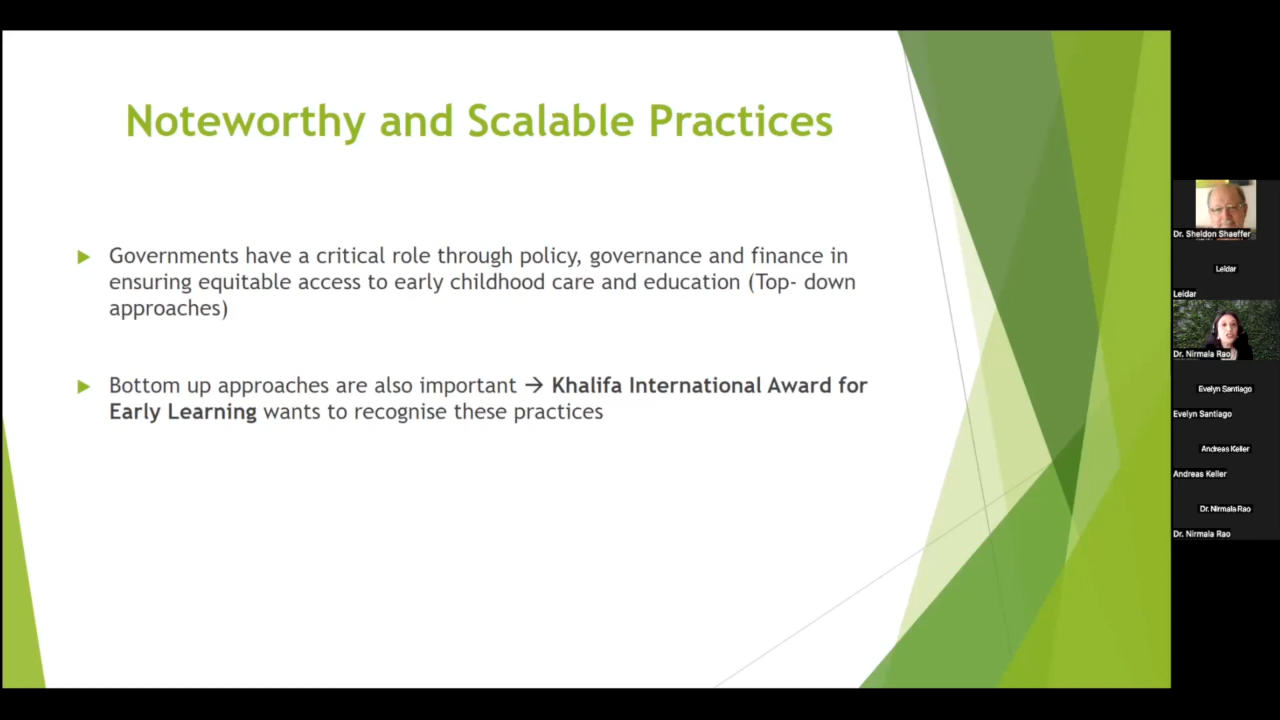 Noteworthy and Scalable Practices
Governments have a critical role through policy, governance and finance in
ensuring equitable access to early childhood care and education (Top- down
approaches)
Bottom up approaches are also important → Khalifa International Award for
Early Learning wants to recognise these practices
Dr. Sheldon Shaeffer
Leidar
Leidar
Dr. Nirmala Rao
Evelyn Santiago
Evelyn Santiago
Andreas Keller
Andreas Keller
Dr. Nirmala Rao
Dr. Nirmala Rao